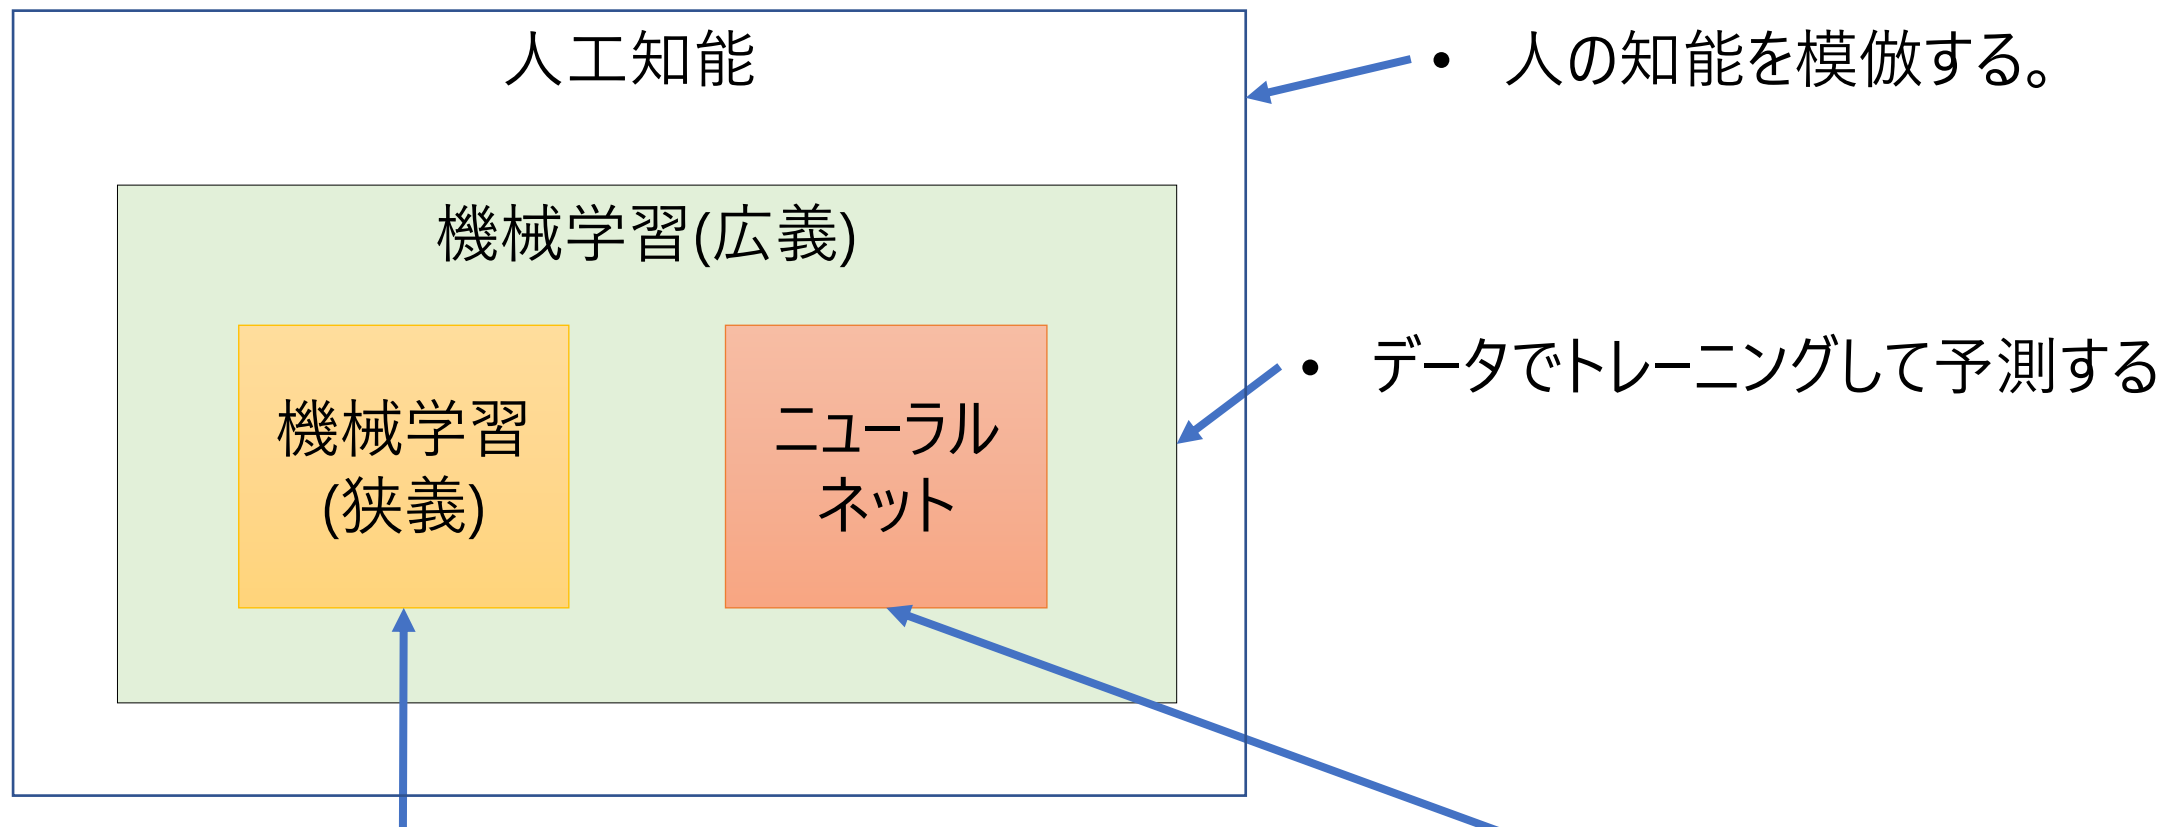 人工知能
• 人の知能を模倣する。
機械学習(広義)
• データでトレーニングして予測する
機械学習
(狭義)
ニューラル
ネット